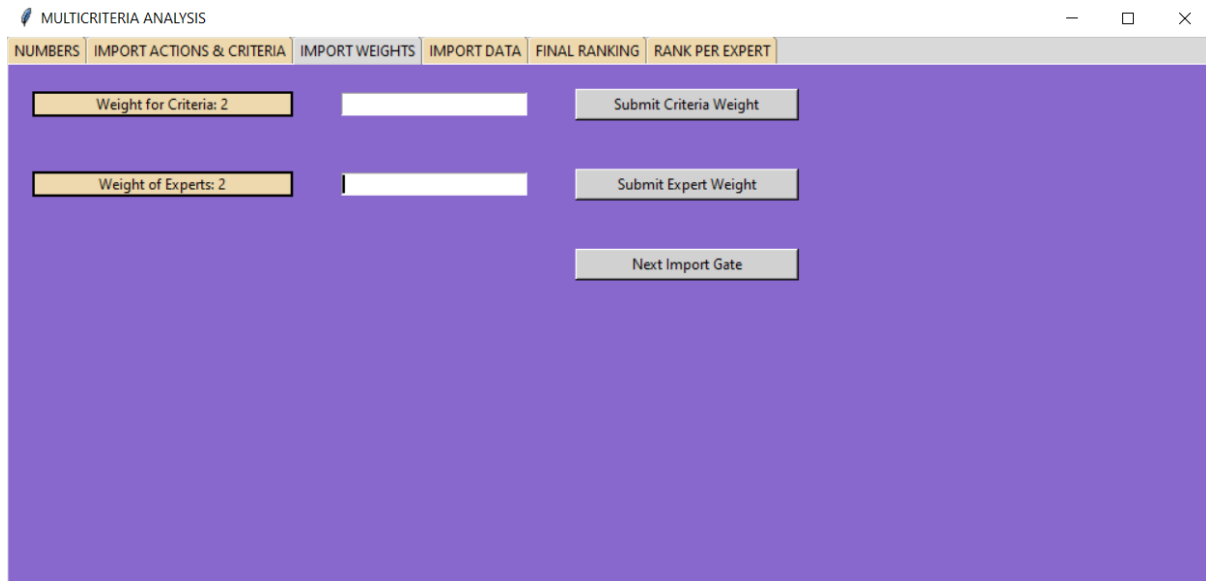 MULTICRITERIA ANALYSIS
NUMBERS IMPORT ACTIONS & CRITERIA IMPORT WEIGHTS IMPORT DATA FINAL RANKING RANK PER EXPERT
Weight for Criteria: 2 Submit Criteria Weight
Weight of Experts: 2 Submit Expert Weight
Next Import Gate